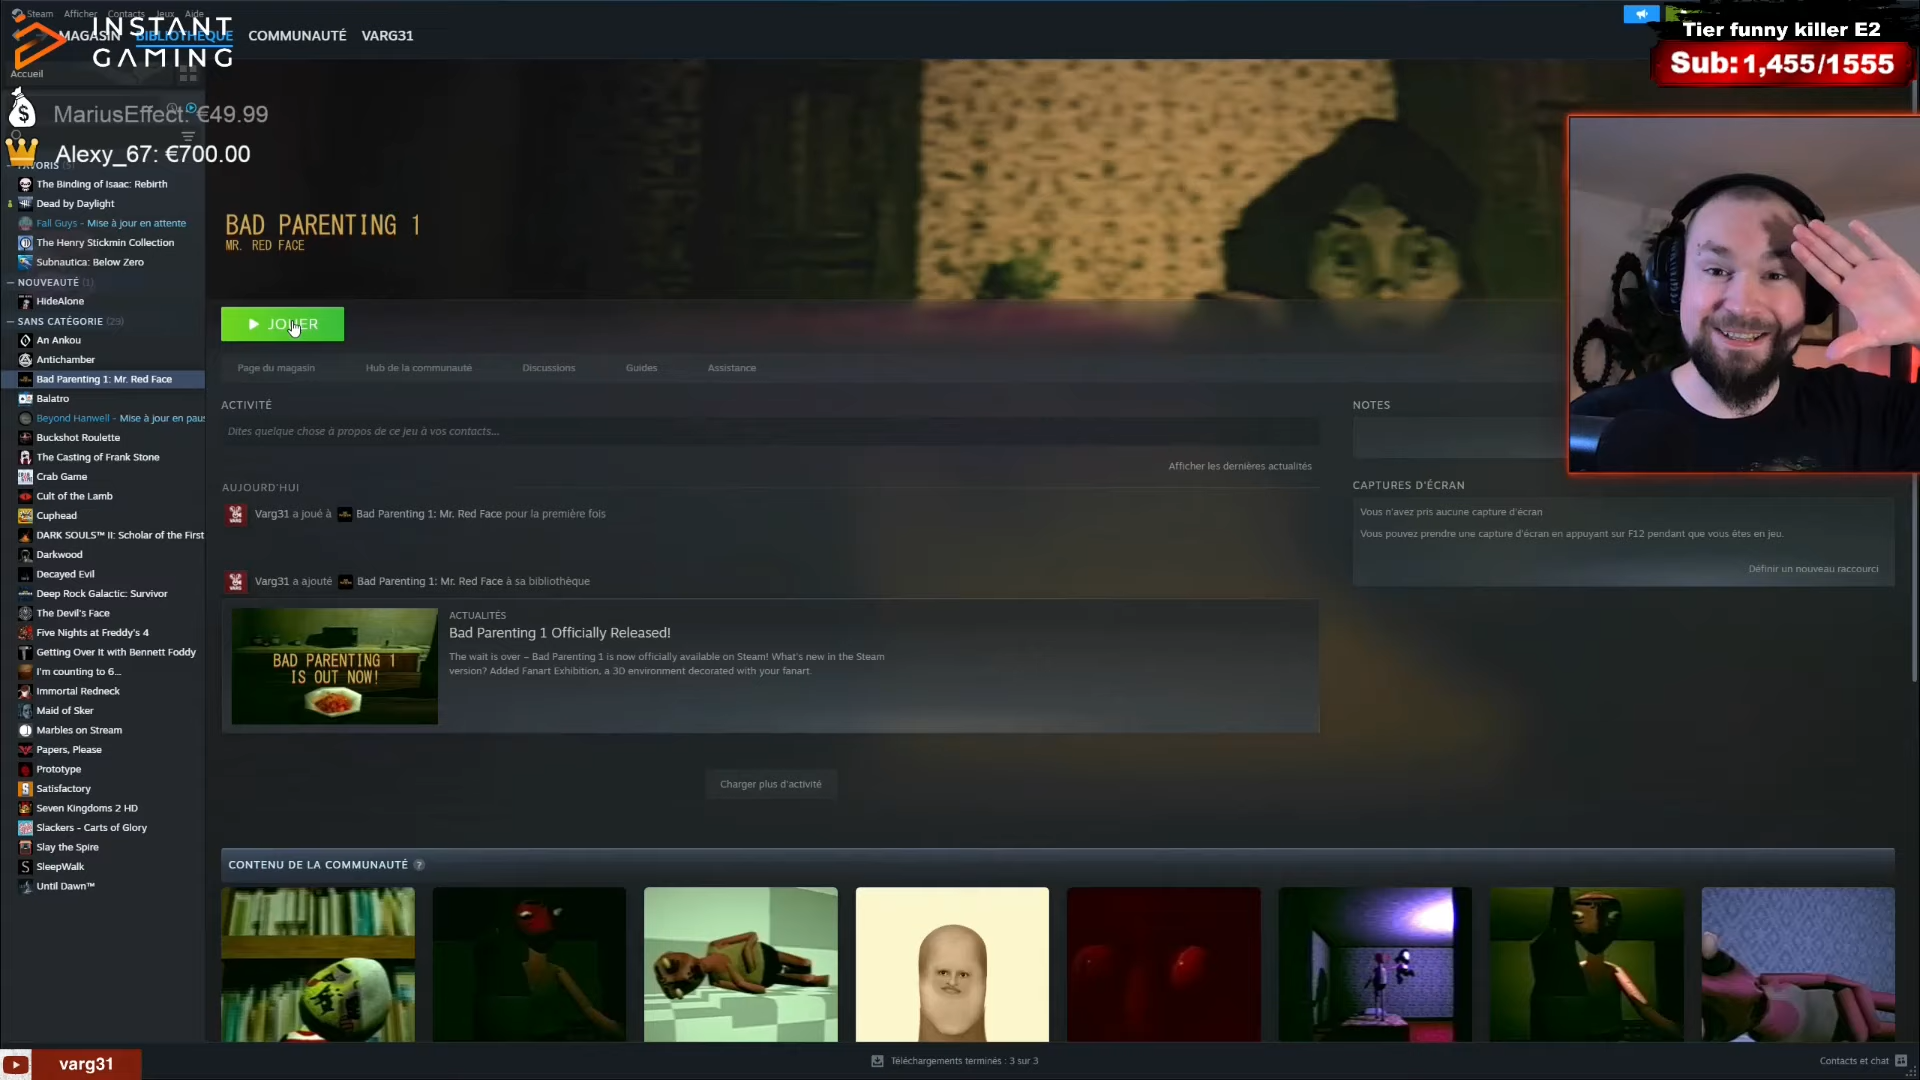 Steam Afficher Contacts Jeux Aide
INSTANT
GAMING
MAGASIN BIBLIOTHÈQUE COMMUNAUTÉ VARG31
Tier funny killer E2
Sub:1,455/1555
Accueil
MariusEffect: €49.99
Alexy_67: €700.00
FAVORIS
The Binding of Isaac: Rebirth
Dead by Daylight
Fall Guys - Mise à jour en attente
The Henry Stickmin Collection
Subnautica: Below Zero
NOUVEAUTÉ (1)
HideAlone
SANS CATÉGORIE (29)
An Ankou
Antichamber
Bad Parenting 1: Mr. Red Face
Balatro
Beyond Hanwell - Mise à jour en paus
Buckshot Roulette
The Casting of Frank Stone
Crab Game
Cult of the Lamb
Cuphead
DARK SOULS™ II: Scholar of the First
Darkwood
Decayed Evil
Deep Rock Galactic: Survivor
The Devil's Face
Five Nights at Freddy's 4
Getting Over It with Bennett Foddy
I'm counting to 6...
Immortal Redneck
Maid of Sker
Marbles on Stream
Papers, Please
Prototype
Satisfactory
Seven Kingdoms 2 HD
Slackers - Carts of Glory
Slay the Spire
SleepWalk
Until Dawn™
BAD PARENTING 1
MR. RED FACE
JOUER
Page du magasin Hub de la communauté Discussions Guides Assistance
ACTIVITÉ
Dites quelque chose à propos de ce jeu à vos contacts...
Afficher les dernières actualités
AUJOURD'HUI
Varg31 a joué à Bad Parenting 1: Mr. Red Face pour la première fois
Varg31 a ajouté Bad Parenting 1: Mr. Red Face à sa bibliothèque
BAD PARENTING 1
IS OUT NOW!
ACTUALITÉS
Bad Parenting 1 Officially Released!
The wait is over – Bad Parenting 1 is now officially available on Steam! What's new in the Steam
version? Added Fanart Exhibition, a 3D environment decorated with your fanart.
Charger plus d'activité
NOTES
CAPTURES D'ÉCRAN
Vous n'avez pris aucune capture d'écran
Vous pouvez prendre une capture d'écran en appuyant sur F12 pendant que vous êtes en jeu.
Définir un nouveau raccourci
CONTENU DE LA COMMUNAUTÉ ?
varg31
Téléchargements terminés : 3 sur 3
Contacts et chat